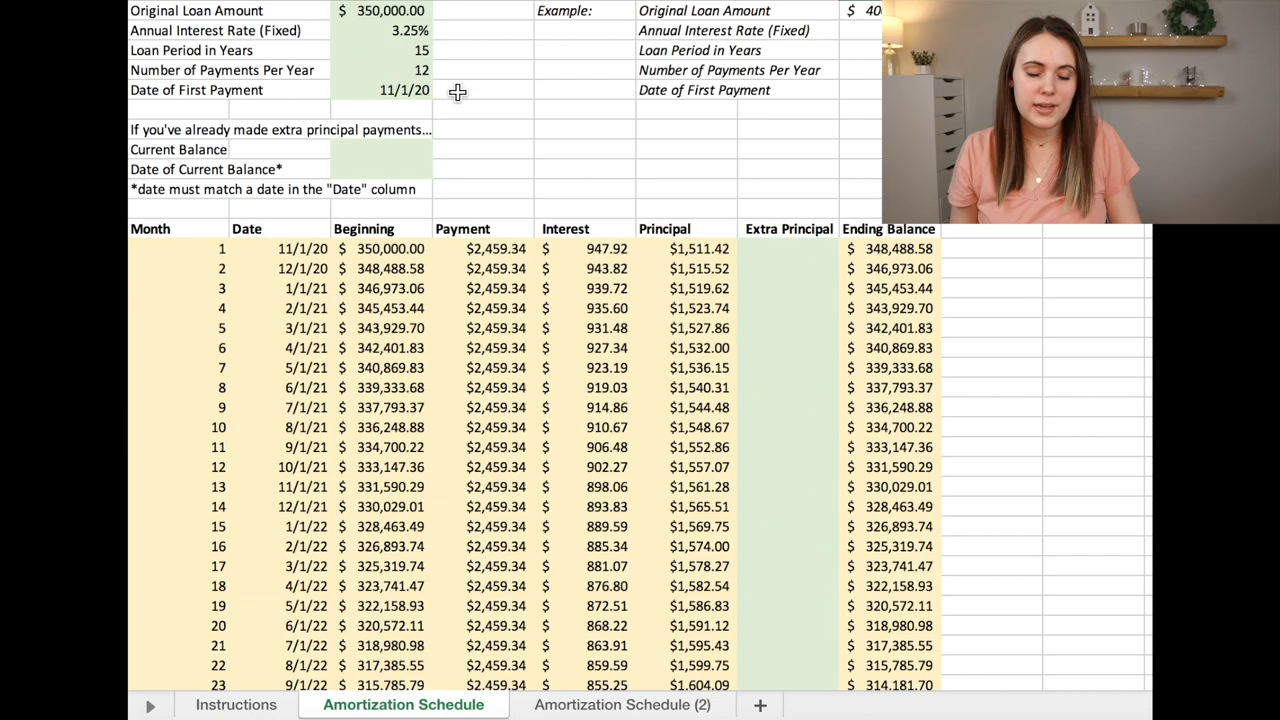 Original Loan Amount $ 350,000.00 Example: Original Loan Amount $ 40
Annual Interest Rate (Fixed) 3.25% Annual Interest Rate (Fixed)
Loan Period in Years 15 Loan Period in Years
Number of Payments Per Year 12 Number of Payments Per Year
Date of First Payment 11/1/20 Date of First Payment
If you've already made extra principal payments...
Current Balance
Date of Current Balance*
*date must match a date in the "Date" column
Month Date Beginning Payment Interest Principal Extra Principal Ending Balance
1 11/1/20 $ 350,000.00 $2,459.34 $ 947.92 $1,511.42 $ 348,488.58
2 12/1/20 $ 348,488.58 $2,459.34 $ 943.82 $1,515.52 $ 346,973.06
3 1/1/21 $ 346,973.06 $2,459.34 $ 939.72 $1,519.62 $ 345,453.44
4 2/1/21 $ 345,453.44 $2,459.34 $ 935.60 $1,523.74 $ 343,929.70
5 3/1/21 $ 343,929.70 $2,459.34 $ 931.48 $1,527.86 $ 342,401.83
6 4/1/21 $ 342,401.83 $2,459.34 $ 927.34 $1,532.00 $ 340,869.83
7 5/1/21 $ 340,869.83 $2,459.34 $ 923.19 $1,536.15 $ 339,333.68
8 6/1/21 $ 339,333.68 $2,459.34 $ 919.03 $1,540.31 $ 337,793.37
9 7/1/21 $ 337,793.37 $2,459.34 $ 914.86 $1,544.48 $ 336,248.88
10 8/1/21 $ 336,248.88 $2,459.34 $ 910.67 $1,548.67 $ 334,700.22
11 9/1/21 $ 334,700.22 $2,459.34 $ 906.48 $1,552.86 $ 333,147.36
12 10/1/21 $ 333,147.36 $2,459.34 $ 902.27 $1,557.07 $ 331,590.29
13 11/1/21 $ 331,590.29 $2,459.34 $ 898.06 $1,561.28 $ 330,029.01
14 12/1/21 $ 330,029.01 $2,459.34 $ 893.83 $1,565.51 $ 328,463.49
15 1/1/22 $ 328,463.49 $2,459.34 $ 889.59 $1,569.75 $ 326,893.74
16 2/1/22 $ 326,893.74 $2,459.34 $ 885.34 $1,574.00 $ 325,319.74
17 3/1/22 $ 325,319.74 $2,459.34 $ 881.07 $1,578.27 $ 323,741.47
18 4/1/22 $ 323,741.47 $2,459.34 $ 876.80 $1,582.54 $ 322,158.93
19 5/1/22 $ 322,158.93 $2,459.34 $ 872.51 $1,586.83 $ 320,572.11
20 6/1/22 $ 320,572.11 $2,459.34 $ 868.22 $1,591.12 $ 318,980.98
21 7/1/22 $ 318,980.98 $2,459.34 $ 863.91 $1,595.43 $ 317,385.55
22 8/1/22 $ 317,385.55 $2,459.34 $ 859.59 $1,599.75 $ 315,785.79
23 9/1/22 $ 315,785.79 $2,459.34 $ 855.25 $1,604.09 $ 314,181.70
Instructions Amortization Schedule Amortization Schedule (2) +